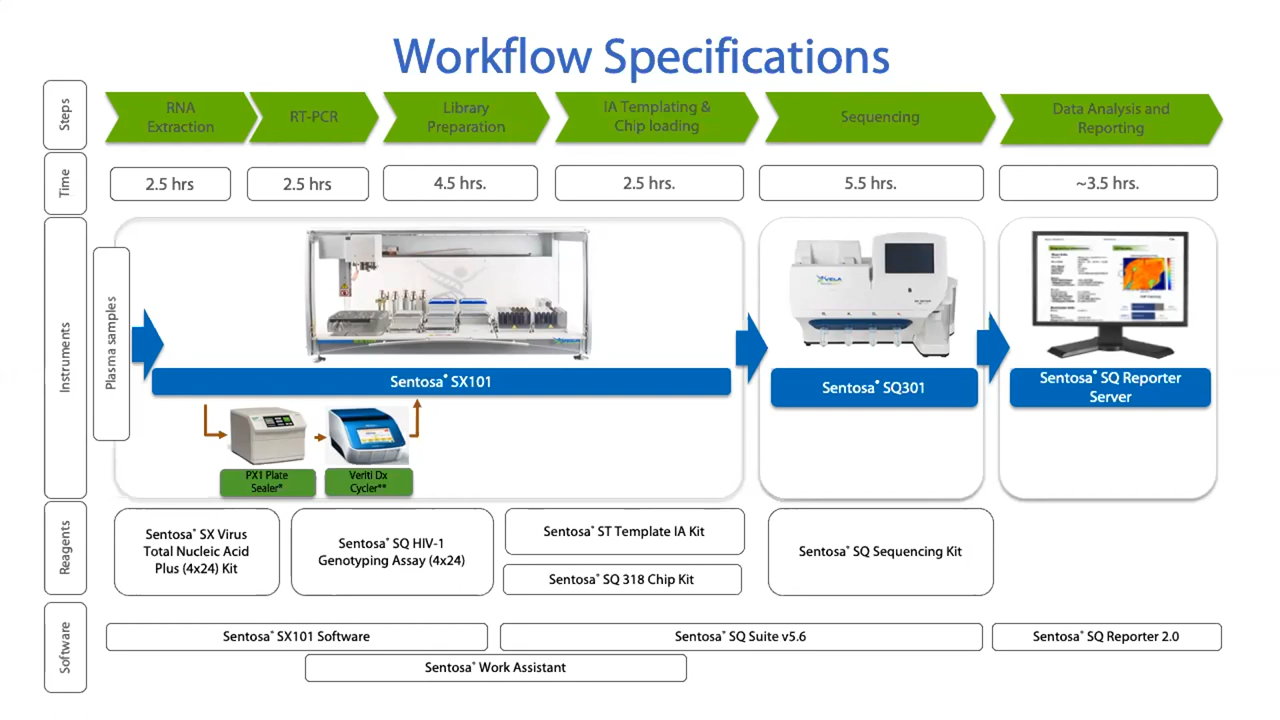 Workflow Specifications
Steps
RNA
Extraction
RT-PCR
Library
Preparation
IA Templating &
Chip loading
Sequencing
Data Analysis and
Reporting
Time
2.5 hrs
2.5 hrs
4.5 hrs.
2.5 hrs.
5.5 hrs.
~3.5 hrs.
Instruments
Plasma samples
VELA
Sentosa® SX101
Sentosa® SQ301
Sentosa® SQ Reporter
Server
PX1 Plate
Sealer*
Veriti Dx
Cycler**
Reagents
Sentosa® SX Virus
Total Nucleic Acid
Plus (4x24) Kit
Sentosa® SQ HIV-1
Genotyping Assay (4x24)
Sentosa® ST Template IA Kit
Sentosa® SQ 318 Chip Kit
Sentosa® SQ Sequencing Kit
Software
Sentosa® SX101 Software
Sentosa® SQ Suite v5.6
Sentosa® SQ Reporter 2.0
Sentosa® Work Assistant